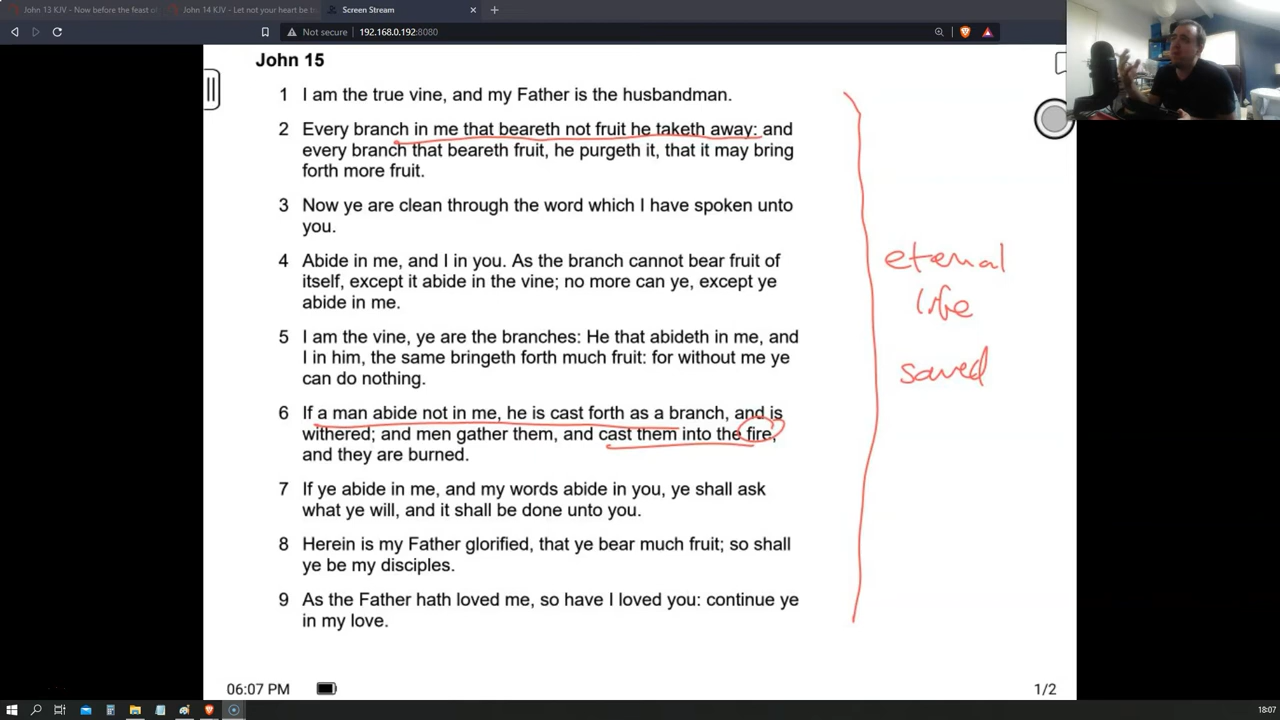 John 13 KJV - Now before the feast o
John 14 KJV - Let not your heart be t
Screen Stream
Not secure
192.168.0.192:8080
John 15
1 I am the true vine, and my Father is the husbandman.
2 Every branch in me that beareth not fruit he taketh away: and
every branch that beareth fruit, he purgeth it, that it may bring
forth more fruit.
3 Now ye are clean through the word which I have spoken unto
you.
4 Abide in me, and I in you. As the branch cannot bear fruit of
itself, except it abide in the vine; no more can ye, except ye
abide in me.
5 I am the vine, ye are the branches: He that abideth in me, and
I in him, the same bringeth forth much fruit: for without me ye
can do nothing.
6 If a man abide not in me, he is cast forth as a branch, and is
withered; and men gather them, and cast them into the fire,
and they are burned.
7 If ye abide in me, and my words abide in you, ye shall ask
what ye will, and it shall be done unto you.
8 Herein is my Father glorified, that ye bear much fruit; so shall
ye be my disciples.
9 As the Father hath loved me, so have I loved you: continue ye
in my love.
eternal
life
saved
06:07 PM
1/2
18:07